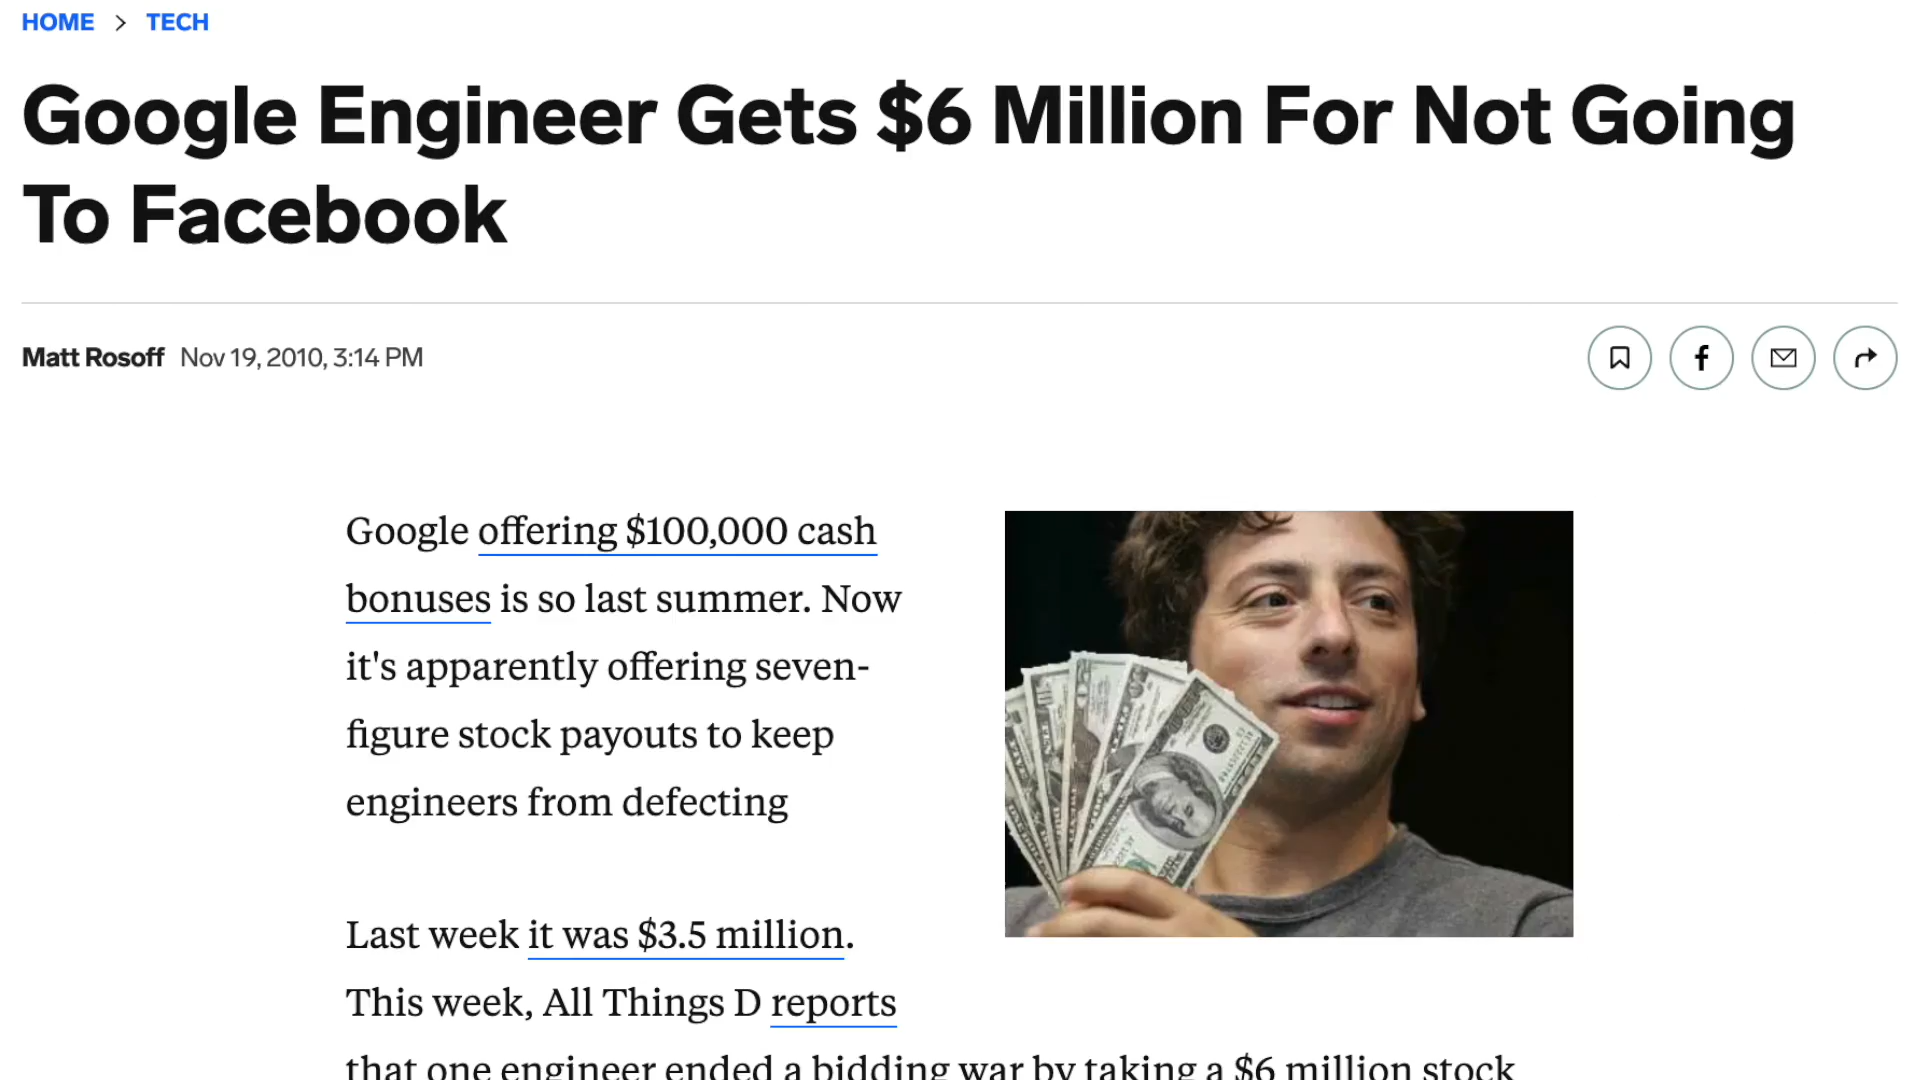 HOME > TECH
Google Engineer Gets $6 Million For Not Going
To Facebook
Matt Rosoff Nov 19, 2010, 3:14 PM
Google offering $100,000 cash
bonuses is so last summer. Now
it's apparently offering seven-
figure stock payouts to keep
engineers from defecting
Last week it was $3.5 million.
This week, All Things D reports
that one engineer ended a bidding war by taking a $6 million stock